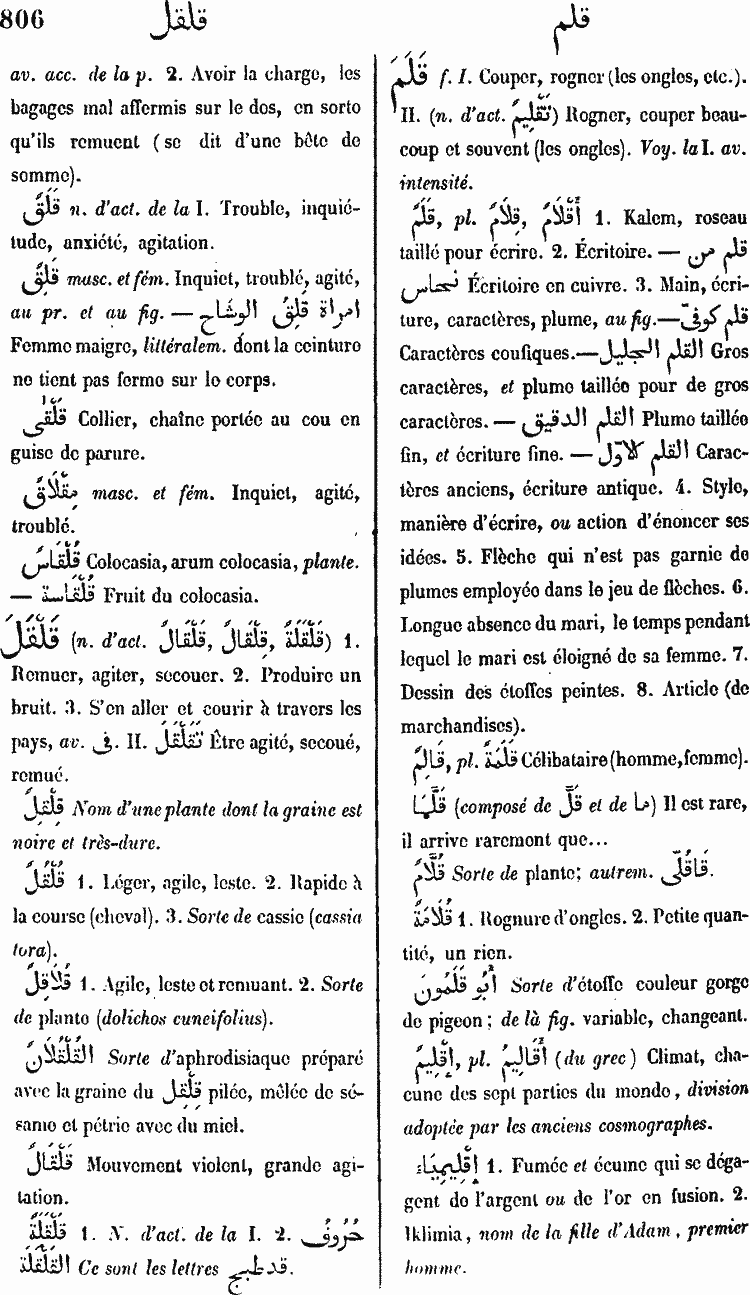 806
قلقل
قلم
av. acc. de la p. 2. Avoir la charge, les
bagages mal affermis sur le dos, en sorte
qu'ils remuent (se dit d'une bête de
somme).
قَلَقٌ n. d'act. de la I. Trouble, inquié-
tude, anxiété, agitation.
قَلِقٌ masc. et fém. Inquiet, troublé, agité,
au pr. et au fig. — امراة قَلِقُ الوِشَاح
Femme maigre, littéralem. dont la ceinture
ne tient pas ferme sur le corps.
قَلَقَى Collier, chaîne portée au cou en
guise de parure.
مِقْلَاقٌ masc. et fém. Inquiet, agité,
troublé.
قُلْقَاسٌ Colocasia, arum colocasia, plante.
— قُلْقَاسة Fruit du colocasia.
قَلْقَلَ (n. d'act. قَلْقَلَةٌ, قِلْقَالٌ, قَلْقَالٌ) 1.
Remuer, agiter, secouer. 2. Produire un
bruit. 3. S'en aller et courir à travers les
pays, av. فى. II. تَقَلْقَلَ Être agité, secoué,
remué.
قِلْقِلٌ Nom d'une plante dont la graine est
noire et très-dure.
قُلْقُلٌ 1. Léger, agile, leste. 2. Rapide à
la course (cheval). 3. Sorte de cassie (cassia
tora).
قُلَاقِلٌ 1. Agile, leste et remuant. 2. Sorte
de plante (dolichos cuneifolius).
القُلْقُلَانُ Sorte d'aphrodisiaque préparé
avec la graine du قِلْقِل pilée, mêlée de sé-
same et pétrie avec du miel.
قَلْقَالٌ Mouvement violent, grande agi-
tation.
قَلْقَلَةٌ 1. N. d'act. de la I. 2. حُرُوفُ
القَلْقَلَة Ce sont les lettres قدطبج.
قَلَمَ f. I. Couper, rogner (les ongles, etc.).
II. (n. d'act. تَقْلِيمٌ) Rogner, couper beau-
coup et souvent (les ongles). Voy. la I. av.
intensité.
قَلَمٌ, pl. أَقْلَامٌ, قِلَامٌ 1. Kalem, roseau
taillé pour écrire. 2. Écritoire. — قلم من
نحاس Écritoire en cuivre. 3. Main, écri-
ture, caractères, plume, au fig. — قلم كوفىّ
Caractères coufiques. — القلم الجليل Gros
caractères, et plume taillée pour de gros
caractères. — القلم الدقيق Plume taillée
fin, et écriture fine. — القلم الاوّل Carac-
tères anciens, écriture antique. 4. Style,
manière d'écrire, ou action d'énoncer ses
idées. 5. Flèche qui n'est pas garnie de
plumes employée dans le jeu de flèches. 6.
Longue absence du mari, le temps pendant
lequel le mari est éloigné de sa femme. 7.
Dessin des étoffes peintes. 8. Article (de
marchandises).
قَالِمٌ, pl. قَلَمَةٌ Célibataire (homme, femme).
قَلَّمَا (composé de قَلَّ et de ما) Il est rare,
il arrive rarement que...
قُلَّامٌ Sorte de plante; autrem. قَاقُلَّى.
قُلَامَةٌ 1. Rognure d'ongles. 2. Petite quan-
tité, un rien.
أَبُو قَلَمُونَ Sorte d'étoffe couleur gorge
de pigeon; de là fig. variable, changeant.
إِقْلِيمٌ, pl. أَقَالِيمُ (du grec) Climat, cha-
cune des sept parties du monde, division
adoptée par les anciens cosmographes.
إِقْلِيمِيَاء 1. Fumée et écume qui se déga-
gent de l'argent ou de l'or en fusion. 2.
Iklimia, nom de la fille d'Adam, premier
homme.